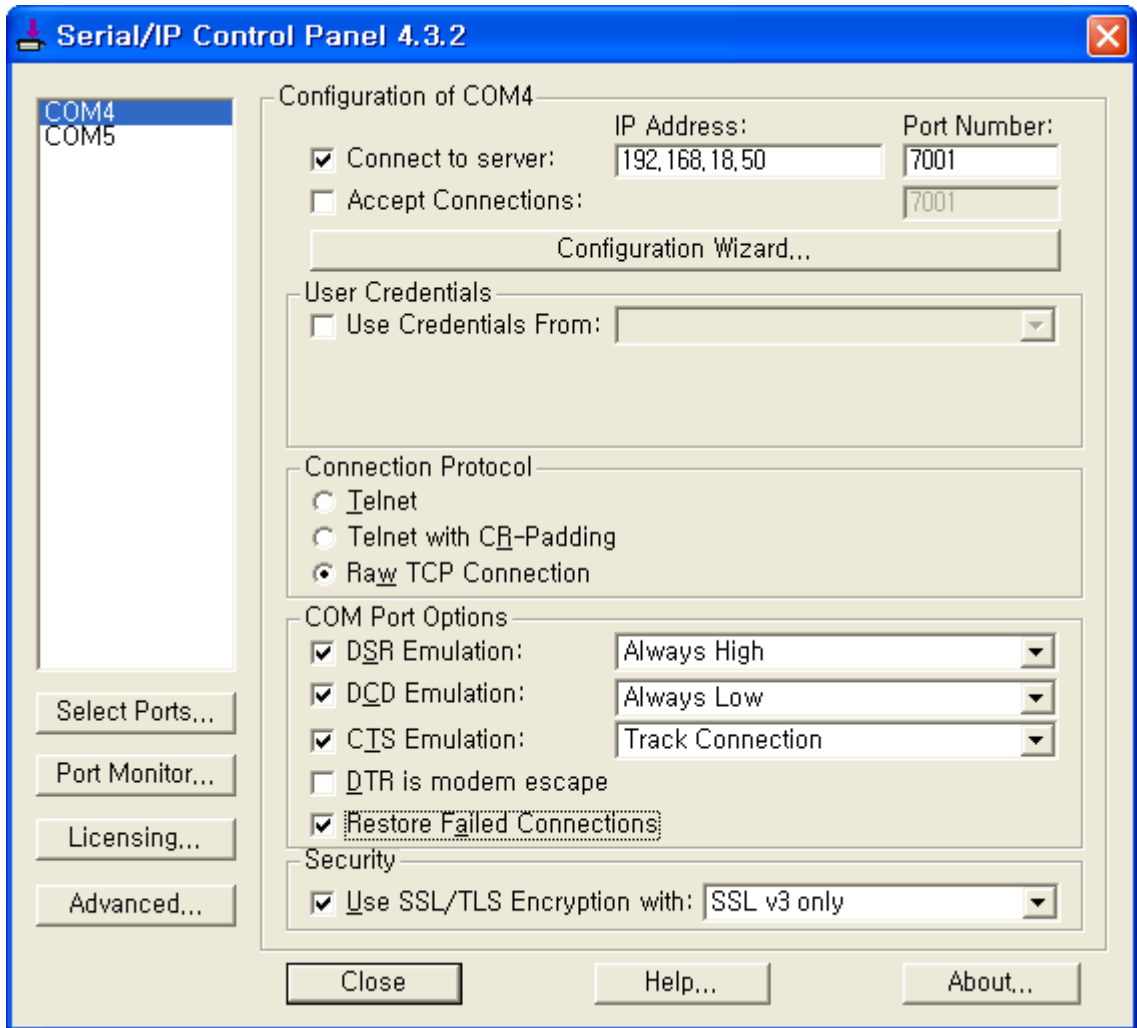 Serial/IP Control Panel 4.3.2
COM4
COM5
Configuration of COM4
IP Address: Port Number:
Connect to server: 192,168,18,50 7001
Accept Connections: 7001
Configuration Wizard,,,
User Credentials
Use Credentials From:
Connection Protocol
Telnet
Telnet with CR-Padding
Raw TCP Connection
COM Port Options
DSR Emulation: Always High
DCD Emulation: Always Low
CTS Emulation: Track Connection
DTR is modem escape
Restore Failed Connections
Security
Use SSL/TLS Encryption with: SSL v3 only
Select Ports,,,
Port Monitor,,,
Licensing,,,
Advanced,,,
Close Help,,, About,,,